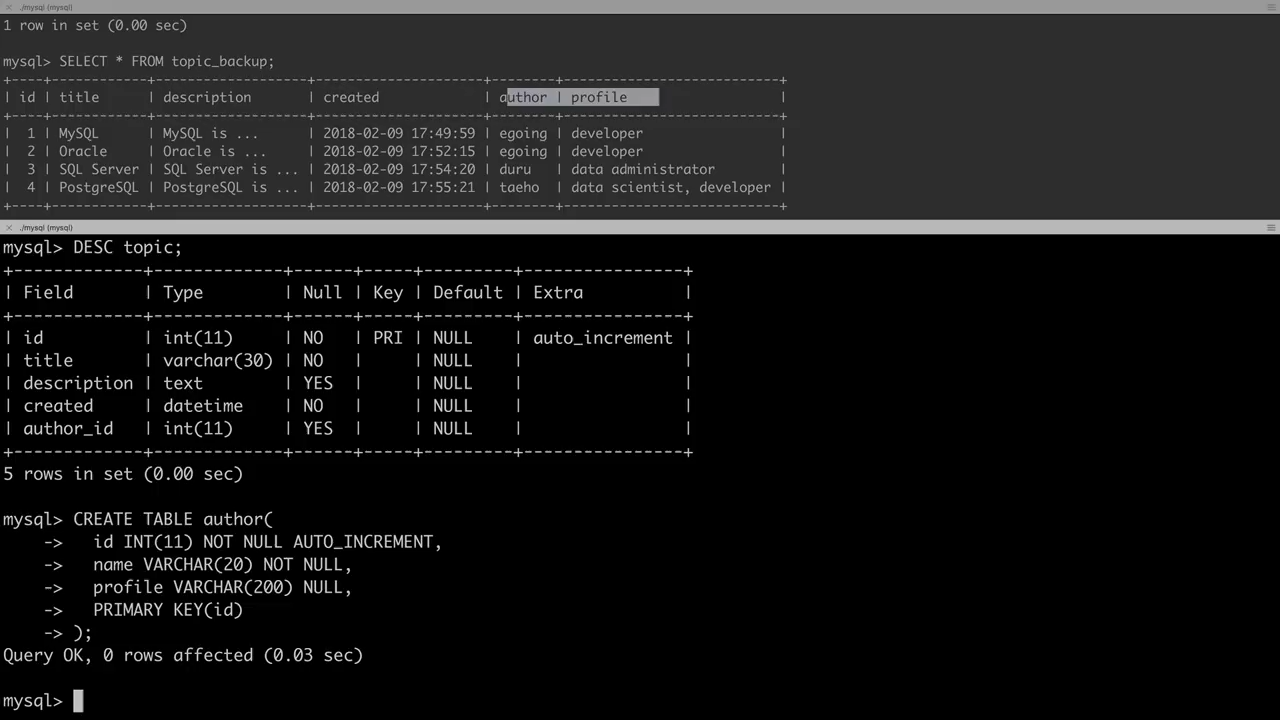 ./mysql (mysql)
1 row in set (0.00 sec)
mysql> SELECT * FROM topic_backup;
+----+------------+-------------------+---------------------+--------+---------------------------+
| id | title      | description       | created             | author | profile                   |
+----+------------+-------------------+---------------------+--------+---------------------------+
|  1 | MySQL      | MySQL is ...      | 2018-02-09 17:49:59 | egoing | developer                 |
|  2 | Oracle     | Oracle is ...     | 2018-02-09 17:52:15 | egoing | developer                 |
|  3 | SQL Server | SQL Server is ... | 2018-02-09 17:54:20 | duru   | data administrator        |
|  4 | PostgreSQL | PostgreSQL is ... | 2018-02-09 17:55:21 | taeho  | data scientist, developer |
+----+------------+-------------------+---------------------+--------+---------------------------+
./mysql (mysql)
mysql> DESC topic;
+-------------+-------------+------+-----+---------+----------------+
| Field       | Type        | Null | Key | Default | Extra          |
+-------------+-------------+------+-----+---------+----------------+
| id          | int(11)     | NO   | PRI | NULL    | auto_increment |
| title       | varchar(30) | NO   |     | NULL    |                |
| description | text        | YES  |     | NULL    |                |
| created     | datetime    | NO   |     | NULL    |                |
| author_id   | int(11)     | YES  |     | NULL    |                |
+-------------+-------------+------+-----+---------+----------------+
5 rows in set (0.00 sec)
mysql> CREATE TABLE author(
    ->   id INT(11) NOT NULL AUTO_INCREMENT,
    ->   name VARCHAR(20) NOT NULL,
    ->   profile VARCHAR(200) NULL,
    ->   PRIMARY KEY(id)
    -> );
Query OK, 0 rows affected (0.03 sec)
mysql>